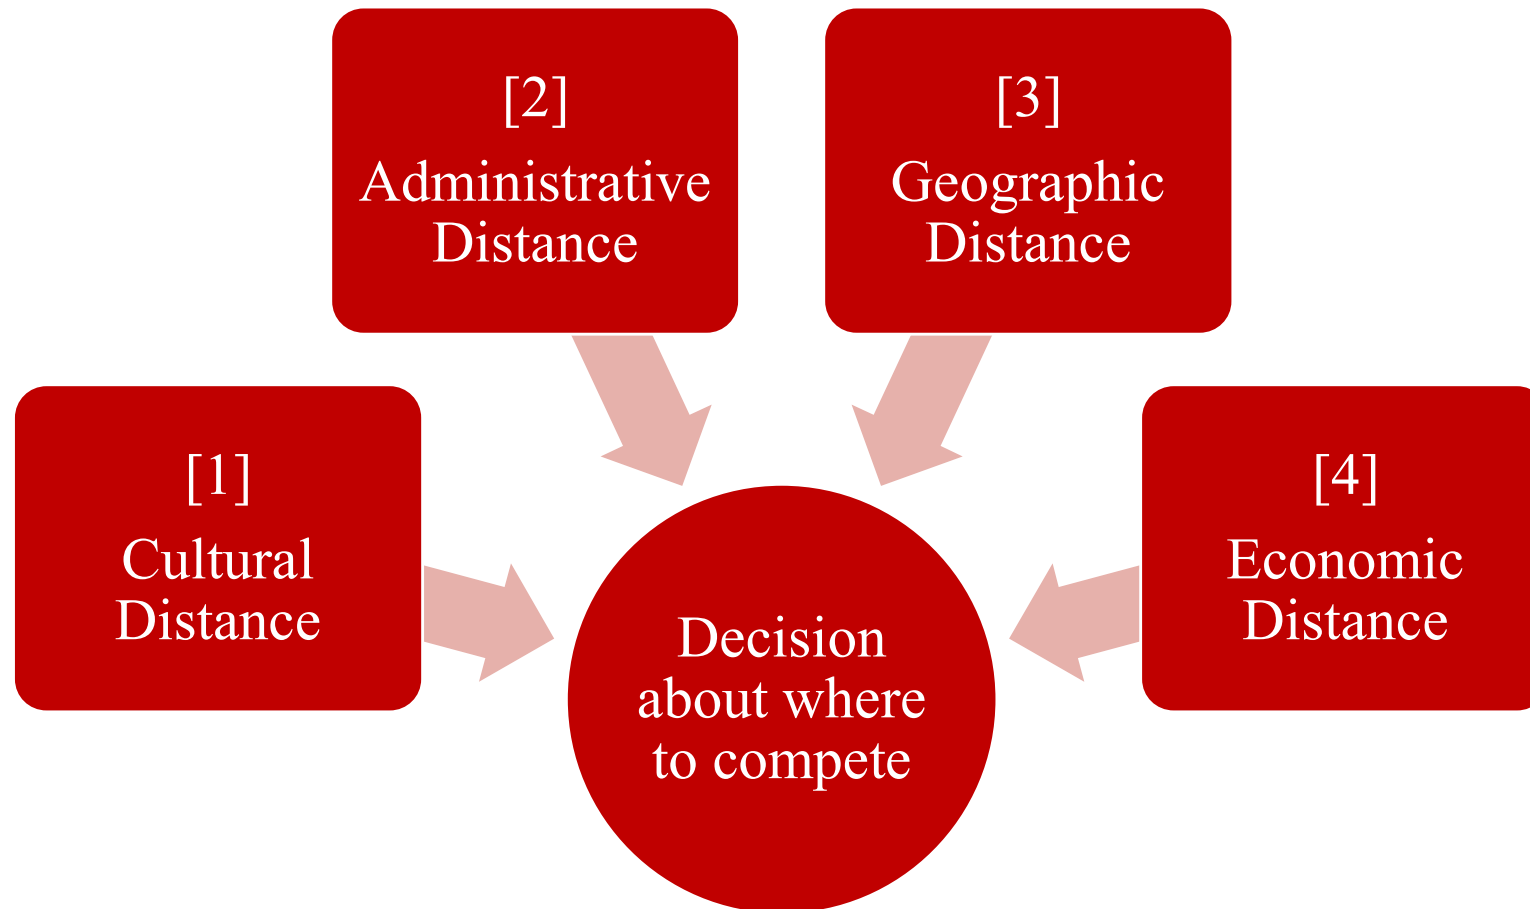 [1]
Cultural
Distance
[2]
Administrative
Distance
[3]
Geographic
Distance
[4]
Economic
Distance
Decision
about where
to compete